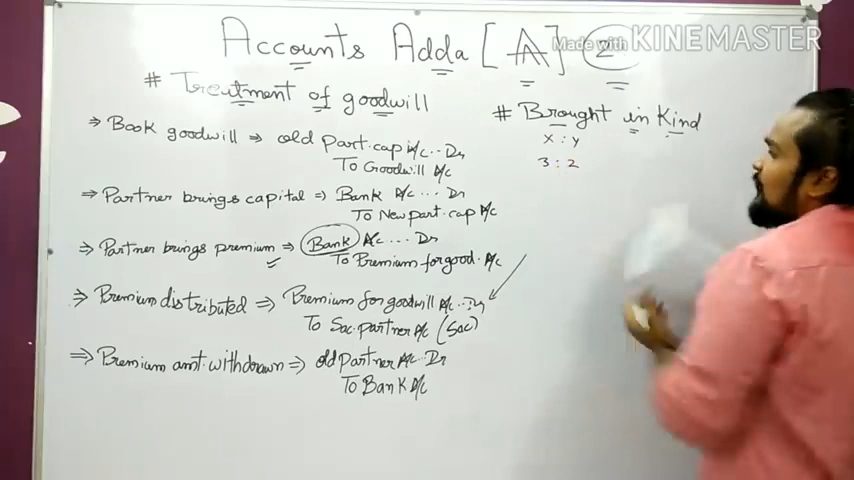 Accounts Adda [A] 2
Made with KINEMASTER
# Treatment of goodwill
⇒ Book goodwill ⇒ old Part. cap A/c .. Dr
To Goodwill A/c
⇒ Partner brings capital ⇒ Bank A/c ... Dr
To New part. cap A/c
⇒ Partner brings premium ⇒ Bank A/c .... Dr
To Premium for good. A/c
⇒ Premium distributed ⇒ Premium for goodwill A/c ..Dr
To Sac. partner A/c (Sac)
⇒ Premium amt. withdrawn ⇒ old partner A/c .. Dr
To Bank A/c
# Brought in Kind
X : Y
3 : 2